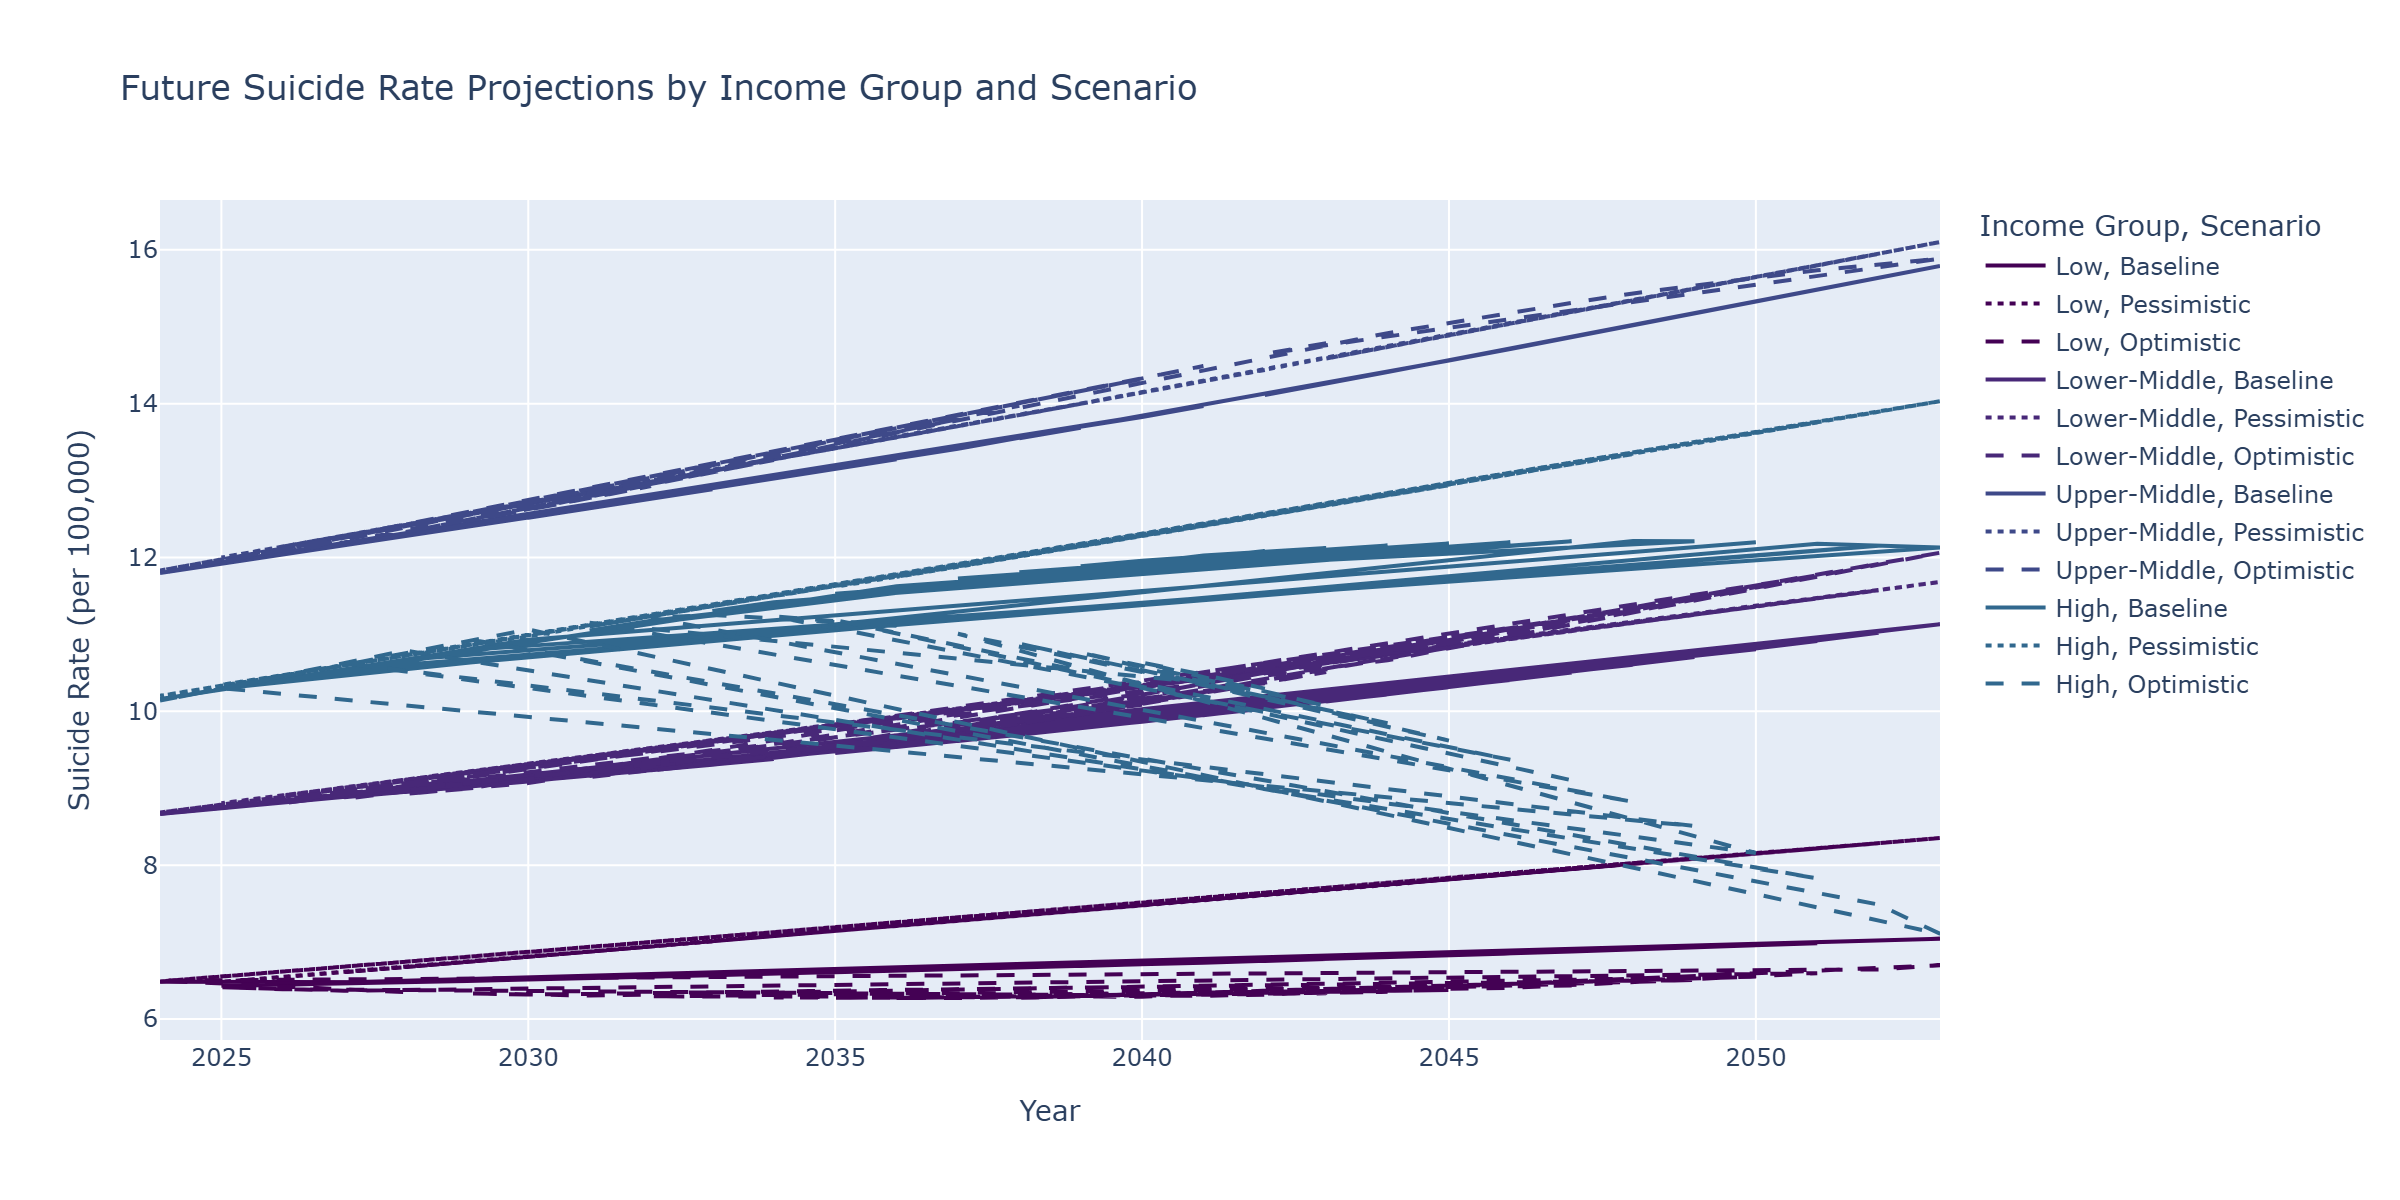 Future Suicide Rate Projections by Income Group and Scenario
Income Group, Scenario
Low, Baseline
Low, Pessimistic
Low, Optimistic
Lower-Middle, Baseline
Lower-Middle, Pessimistic
Lower-Middle, Optimistic
Upper-Middle, Baseline
Upper-Middle, Pessimistic
Upper-Middle, Optimistic
High, Baseline
High, Pessimistic
High, Optimistic
Suicide Rate (per 100,000)
16
14
12
10
8
6
2025 2030 2035 2040 2045 2050
Year